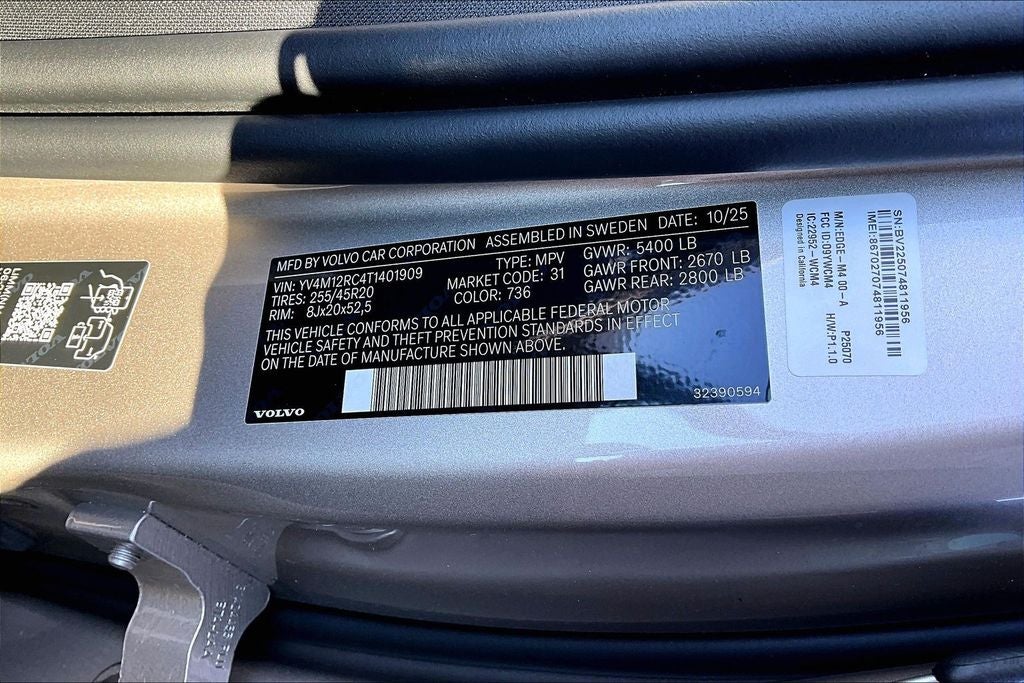 MFD BY VOLVO CAR CORPORATION ASSEMBLED IN SWEDEN DATE: 10/25
VIN: YV4M12RC4T1401909 TYPE: MPV GVWR: 5400 LB
TIRES: 255/45R20 MARKET CODE: 31 GAWR FRONT: 2670 LB
RIM: 8Jx20x52,5 COLOR: 736 GAWR REAR: 2800 LB
THIS VEHICLE CONFORMS TO ALL APPLICABLE FEDERAL MOTOR
VEHICLE SAFETY AND THEFT PREVENTION STANDARDS IN EFFECT
ON THE DATE OF MANUFACTURE SHOWN ABOVE.
VOLVO
32390594
SN:BV225074811956
IMEI:867027074811956
M/N:EDGE-M4 00-A P25070
FCC ID:O9YWCM4 H/W:P1.1.0
IC:22952-WCM4
Designed in California